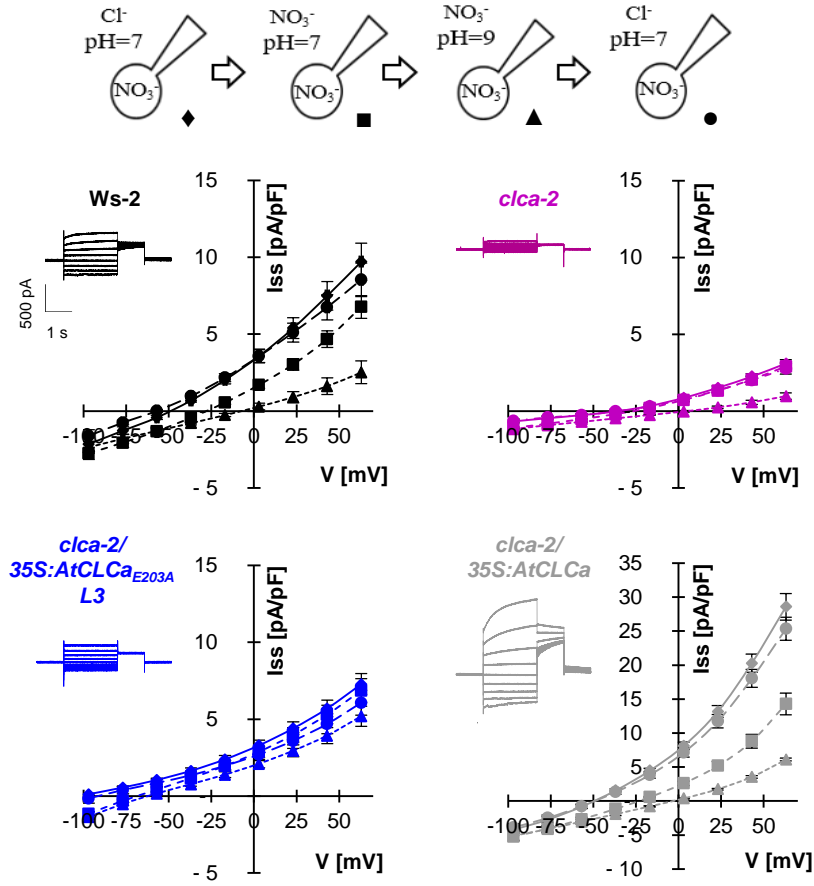 Cl⁻ NO₃⁻ NO₃⁻ Cl⁻
pH=7 pH=7 pH=9 pH=7
NO₃⁻ NO₃⁻ NO₃⁻ NO₃⁻
Ws-2
500 pA
1 s
Iss [pA/pF]
15
10
5
-100 -75 -50 -25 0 25 50
V [mV]
- 5
clca-2
Iss [pA/pF]
15
10
5
-100 -75 -50 -25 0 25 50
V [mV]
- 5
clca-2/
35S:AtCLCa_E203A
L3
Iss [pA/pF]
15
10
5
-100 -75 -50 -25 0 25 50
V [mV]
- 5
clca-2/
35S:AtCLCa
Iss [pA/pF]
35
30
25
20
15
10
5
-100 -75 -50 -25 0 25 50
- 5
V [mV]
- 10